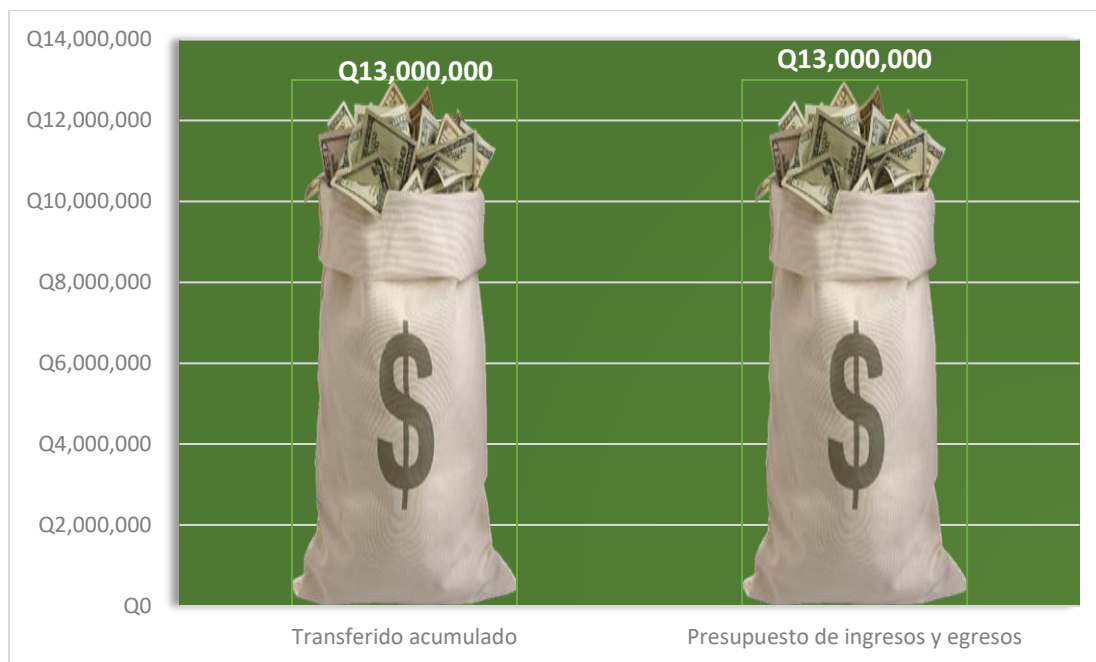 Q14,000,000
Q13,000,000
Q13,000,000
Q12,000,000
Q10,000,000
Q8,000,000
Q6,000,000
Q4,000,000
Q2,000,000
Q0
$
$
Transferido acumulado
Presupuesto de ingresos y egresos